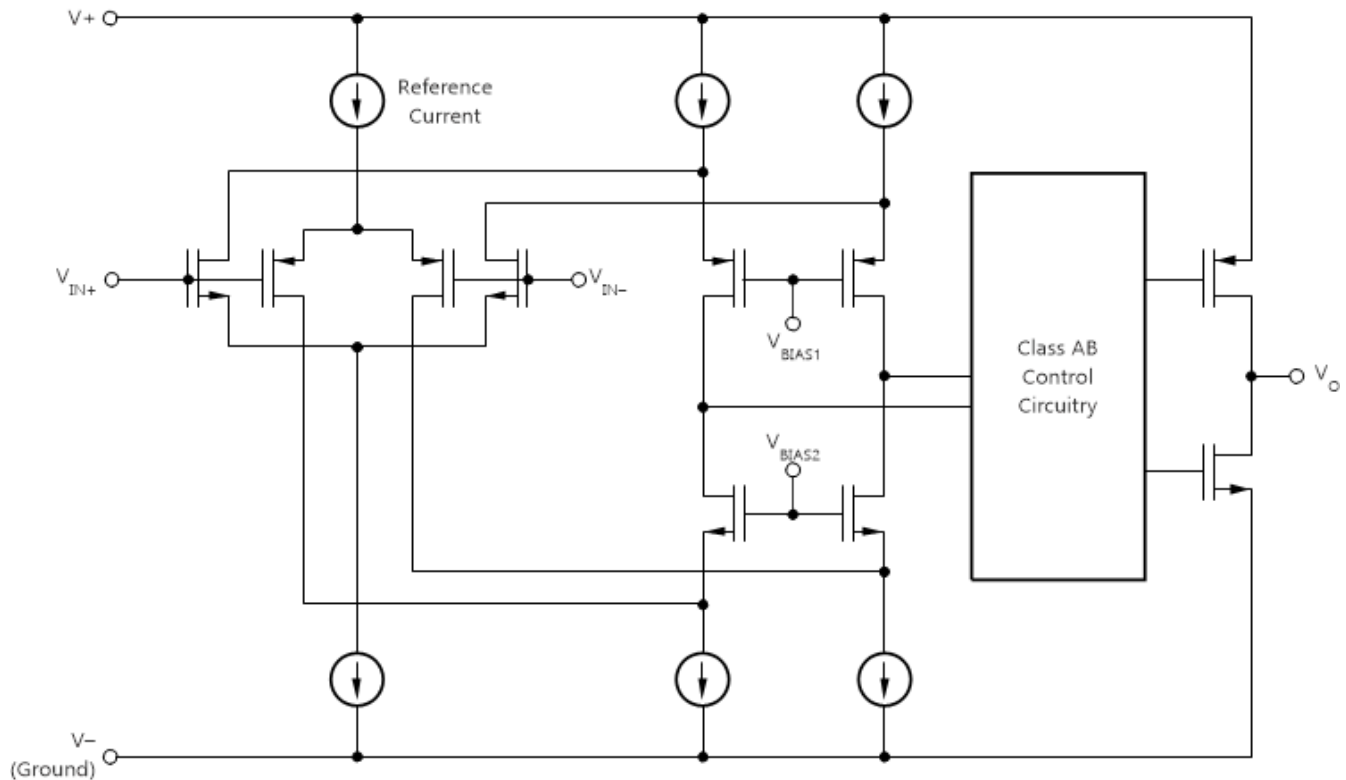 V+
Reference
Current
VIN+
VIN−
VBIAS1
Class AB
Control
Circuitry
VO
VBIAS2
V−
(Ground)